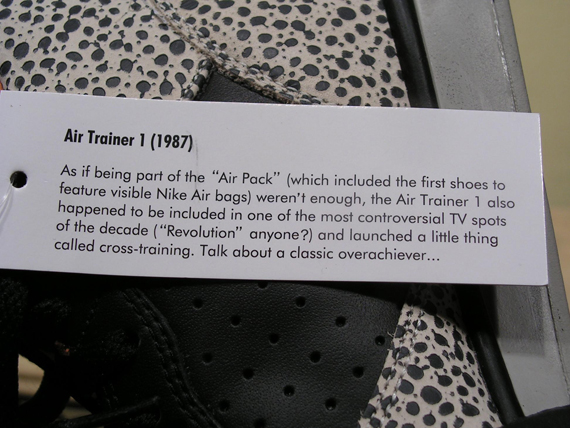 Air Trainer 1 (1987)
As if being part of the “Air Pack” (which included the first shoes to
feature visible Nike Air bags) weren’t enough, the Air Trainer 1 also
happened to be included in one of the most controversial TV spots
of the decade (“Revolution” anyone?) and launched a little thing
called cross-training. Talk about a classic overachiever...